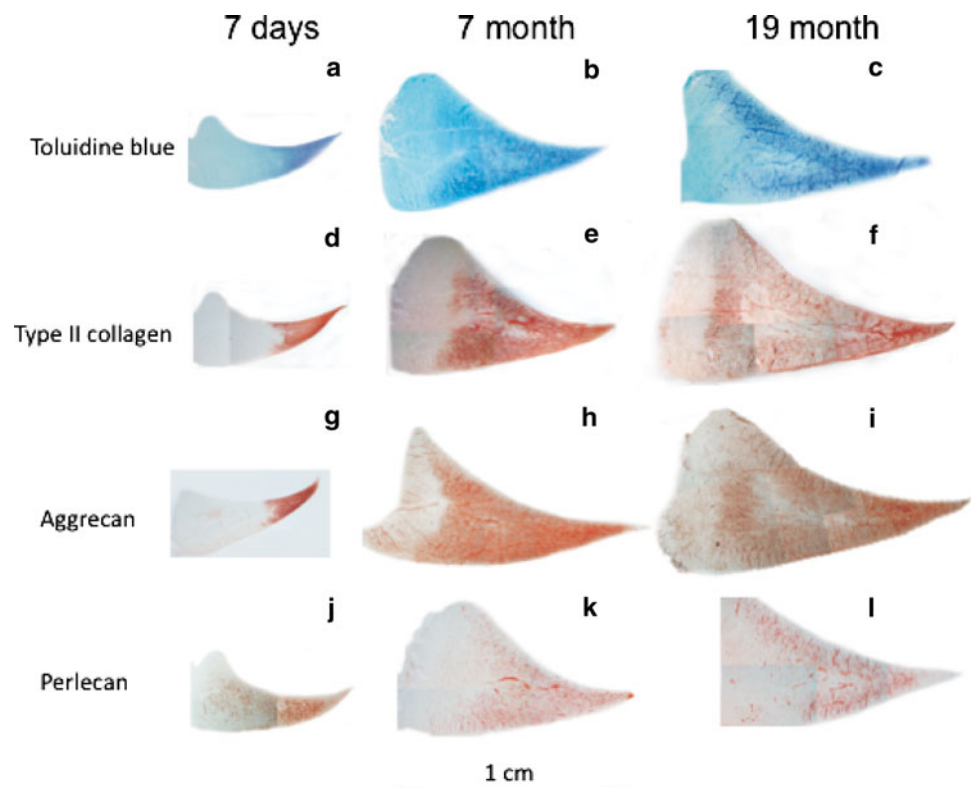 7 days 7 month 19 month
a b c
Toluidine blue
d e f
Type II collagen
g h i
Aggrecan
j k l
Perlecan
1 cm